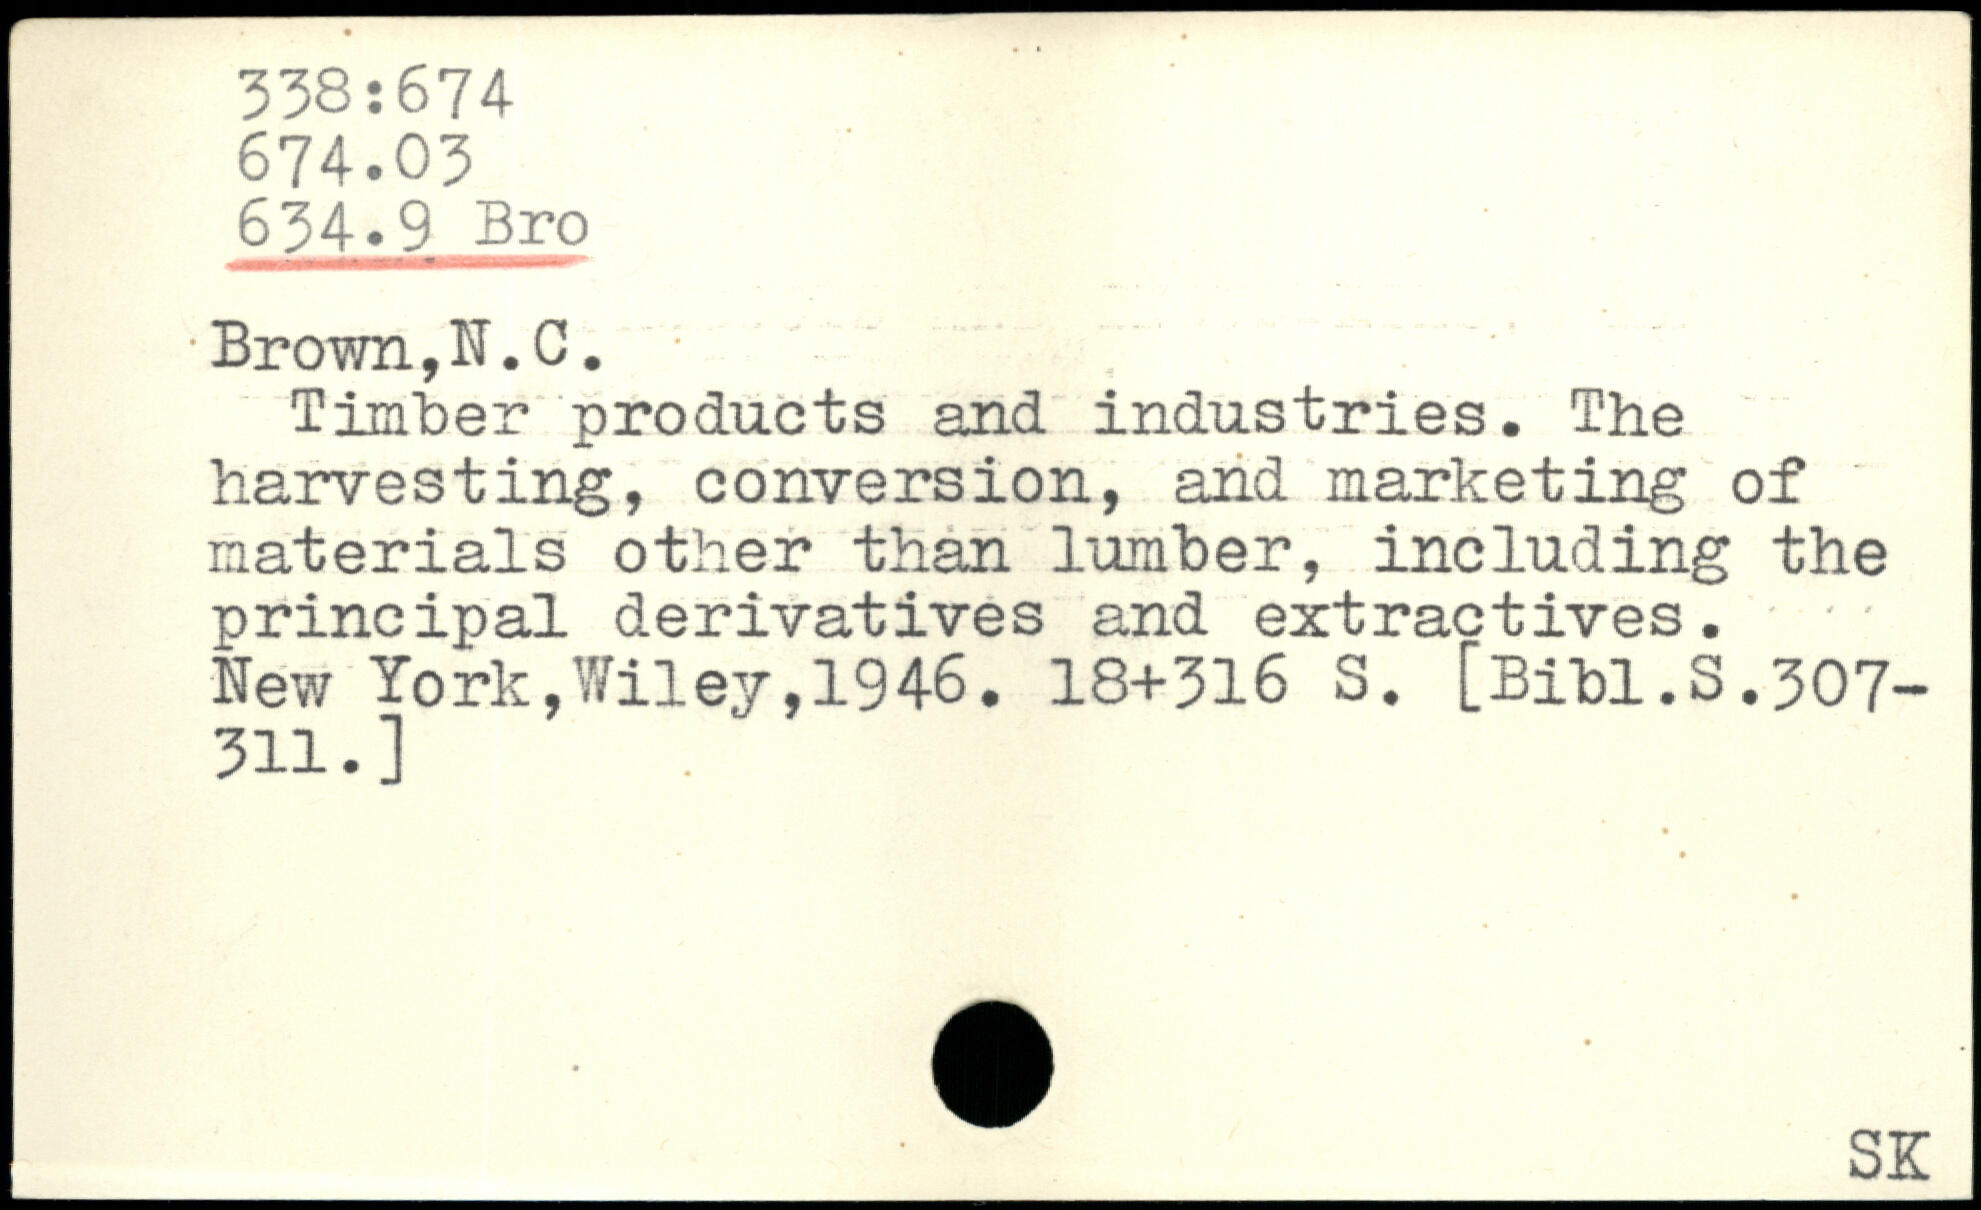 338:674
674.03
634.9 Bro
Brown,N.C.
Timber products and industries. The
harvesting, conversion, and marketing of
materials other than lumber, including the
principal derivatives and extractives.
New York,Wiley,1946. 18+316 S. [Bibl.S.307-
311.]
SK